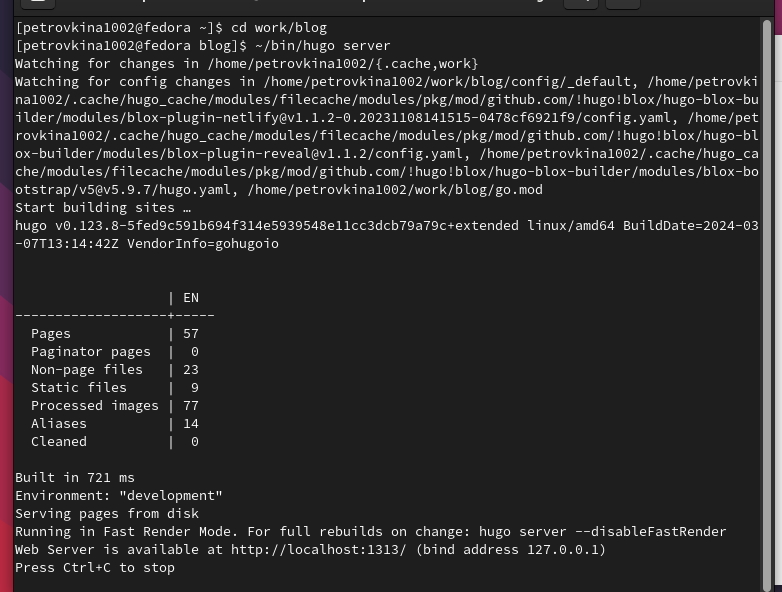 [petrovkina1002@fedora ~]$ cd work/blog
[petrovkina1002@fedora blog]$ ~/bin/hugo server
Watching for changes in /home/petrovkina1002/{.cache,work}
Watching for config changes in /home/petrovkina1002/work/blog/config/_default, /home/petrovki
na1002/.cache/hugo_cache/modules/filecache/modules/pkg/mod/github.com/!hugo!blox/hugo-blox-bu
ilder/modules/blox-plugin-netlify@v1.1.2-0.20231108141515-0478cf6921f9/config.yaml, /home/pet
rovkina1002/.cache/hugo_cache/modules/filecache/modules/pkg/mod/github.com/!hugo!blox/hugo-bl
ox-builder/modules/blox-plugin-reveal@v1.1.2/config.yaml, /home/petrovkina1002/.cache/hugo_ca
che/modules/filecache/modules/pkg/mod/github.com/!hugo!blox/hugo-blox-builder/modules/blox-bo
otstrap/v5@v5.9.7/hugo.yaml, /home/petrovkina1002/work/blog/go.mod
Start building sites …
hugo v0.123.8-5fed9c591b694f314e5939548e11cc3dcb79a79c+extended linux/amd64 BuildDate=2024-03
-07T13:14:42Z VendorInfo=gohugoio
                   | EN
-------------------+-----
  Pages            | 57
  Paginator pages  |  0
  Non-page files   | 23
  Static files     |  9
  Processed images | 77
  Aliases          | 14
  Cleaned          |  0
Built in 721 ms
Environment: "development"
Serving pages from disk
Running in Fast Render Mode. For full rebuilds on change: hugo server --disableFastRender
Web Server is available at http://localhost:1313/ (bind address 127.0.0.1)
Press Ctrl+C to stop